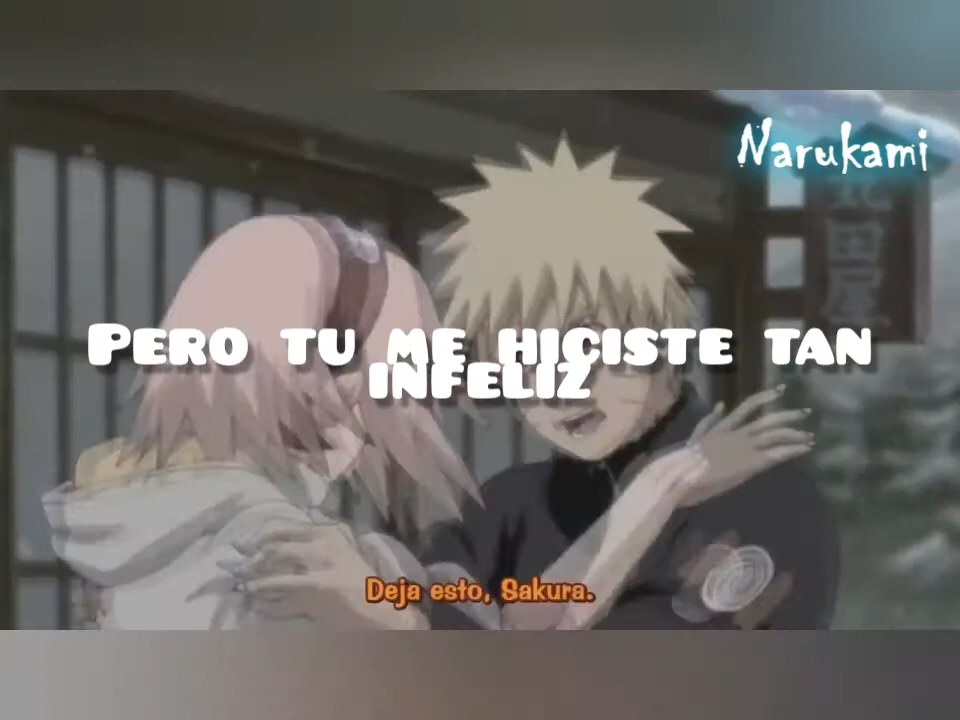 Narukami
PERO TU ME HICISTE TAN
INFELIZ
Deja esto, Sakura.